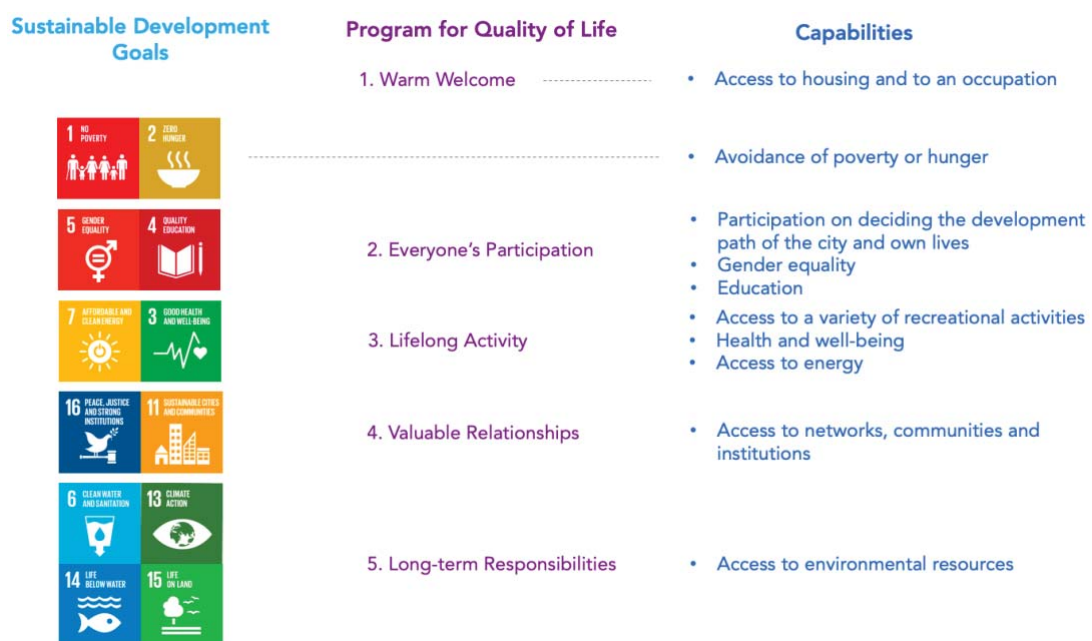 Sustainable Development
Goals
Program for Quality of Life
Capabilities
1. Warm Welcome
• Access to housing and to an occupation
1 NO
POVERTY
2 ZERO
HUNGER
• Avoidance of poverty or hunger
5 GENDER
EQUALITY
4 QUALITY
EDUCATION
2. Everyone's Participation
• Participation on deciding the development
path of the city and own lives
• Gender equality
• Education
7 AFFORDABLE AND
CLEAN ENERGY
3 GOOD HEALTH
AND WELL-BEING
3. Lifelong Activity
• Access to a variety of recreational activities
• Health and well-being
• Access to energy
16 PEACE, JUSTICE
AND STRONG
INSTITUTIONS
11 SUSTAINABLE CITIES
AND COMMUNITIES
4. Valuable Relationships
• Access to networks, communities and
institutions
6 CLEAN WATER
AND SANITATION
13 CLIMATE
ACTION
14 LIFE
BELOW WATER
15 LIFE
ON LAND
5. Long-term Responsibilities
• Access to environmental resources